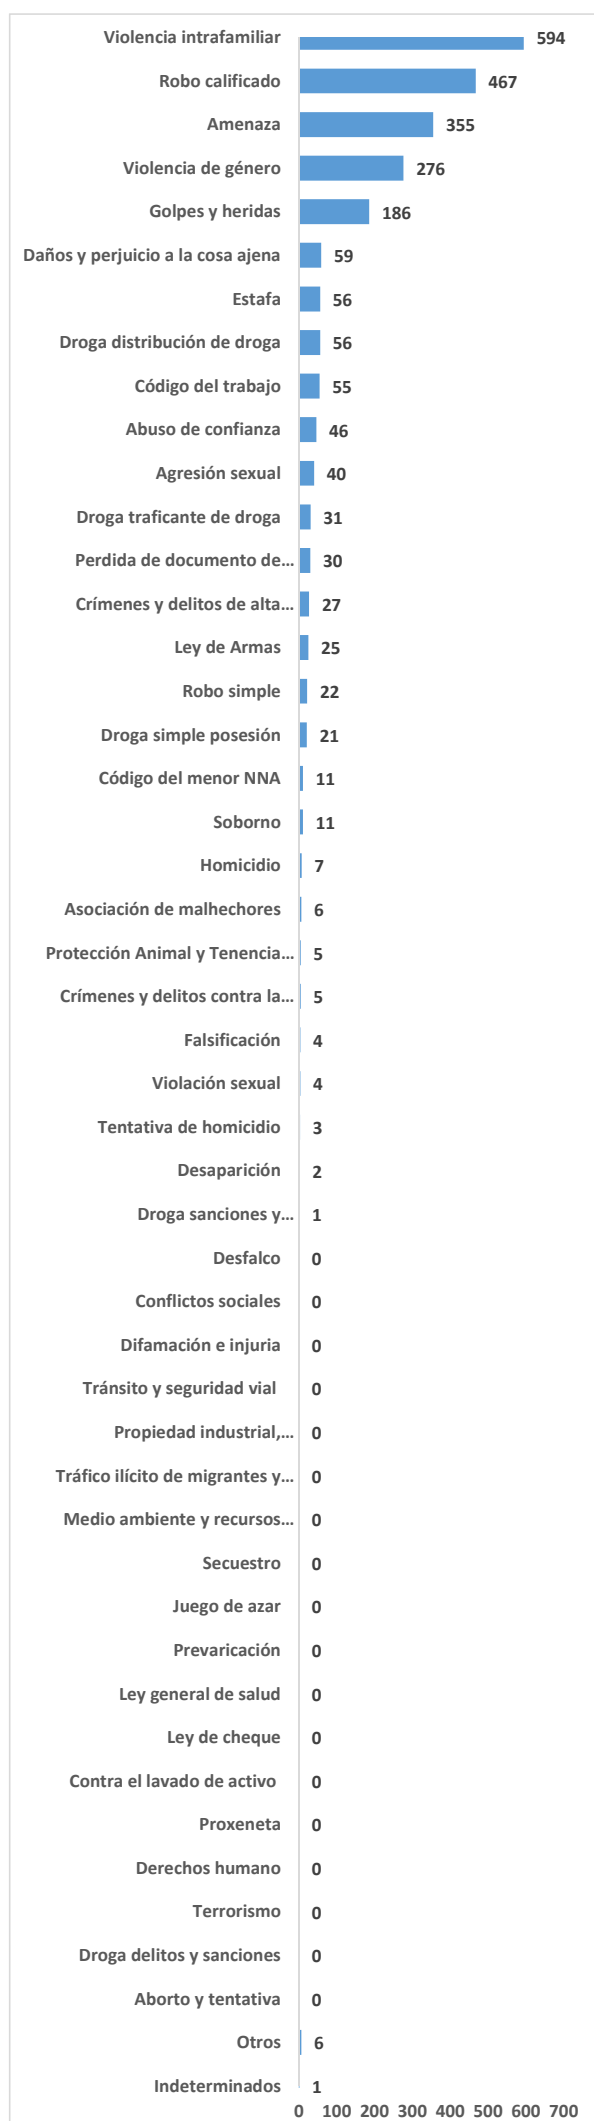 Violencia intrafamiliar 594
Robo calificado 467
Amenaza 355
Violencia de género 276
Golpes y heridas 186
Daños y perjuicio a la cosa ajena 59
Estafa 56
Droga distribución de droga 56
Código del trabajo 55
Abuso de confianza 46
Agresión sexual 40
Droga traficante de droga 31
Perdida de documento de... 30
Crímenes y delitos de alta... 27
Ley de Armas 25
Robo simple 22
Droga simple posesión 21
Código del menor NNA 11
Soborno 11
Homicidio 7
Asociación de malhechores 6
Protección Animal y Tenencia... 5
Crímenes y delitos contra la... 5
Falsificación 4
Violación sexual 4
Tentativa de homicidio 3
Desaparición 2
Droga sanciones y... 1
Desfalco 0
Conflictos sociales 0
Difamación e injuria 0
Tránsito y seguridad vial 0
Propiedad industrial,... 0
Tráfico ilícito de migrantes y... 0
Medio ambiente y recursos... 0
Secuestro 0
Juego de azar 0
Prevaricación 0
Ley general de salud 0
Ley de cheque 0
Contra el lavado de activo 0
Proxeneta 0
Derechos humano 0
Terrorismo 0
Droga delitos y sanciones 0
Aborto y tentativa 0
Otros 6
Indeterminados 1
0 100 200 300 400 500 600 700